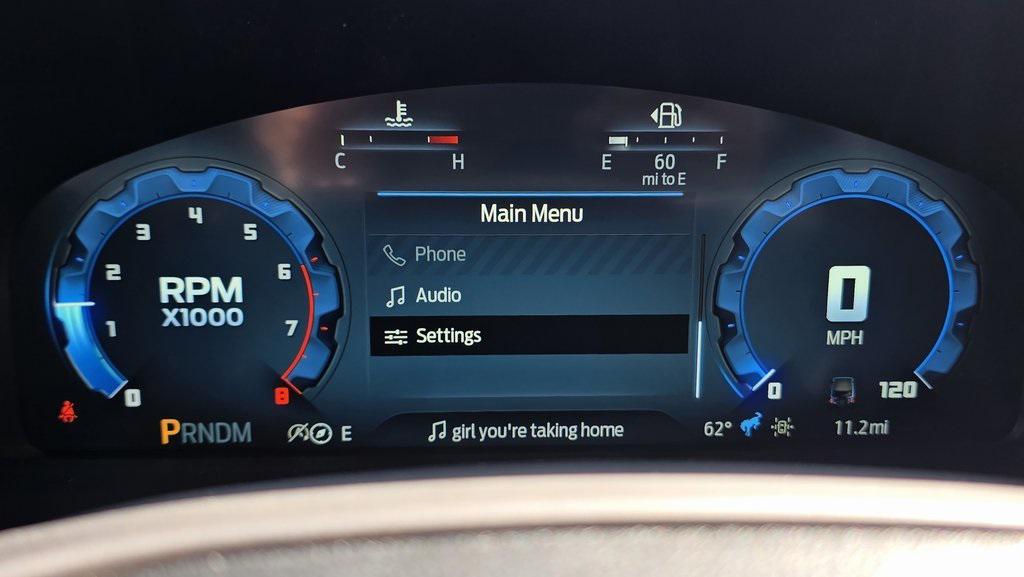 C H
E 60 F
mi to E
Main Menu
Phone
Audio
Settings
0 1 2 3 4 5 6 7 8
RPM
X1000
0
MPH
0 120
PRNDM
E
girl you're taking home
62°
11.2mi